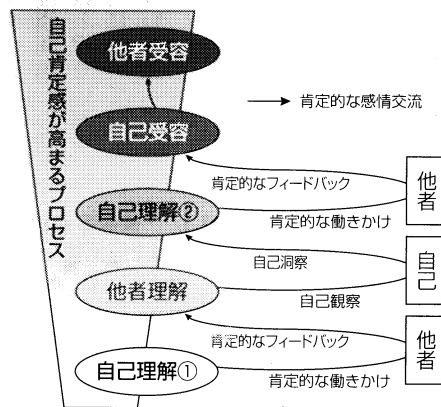 自己肯定感が高まるプロセス
他者受容
自己受容
自己理解②
他者理解
自己理解①
肯定的な感情交流
肯定的なフィードバック
肯定的な働きかけ
他者
自己洞察
自己観察
自己
肯定的なフィードバック
肯定的な働きかけ
他者